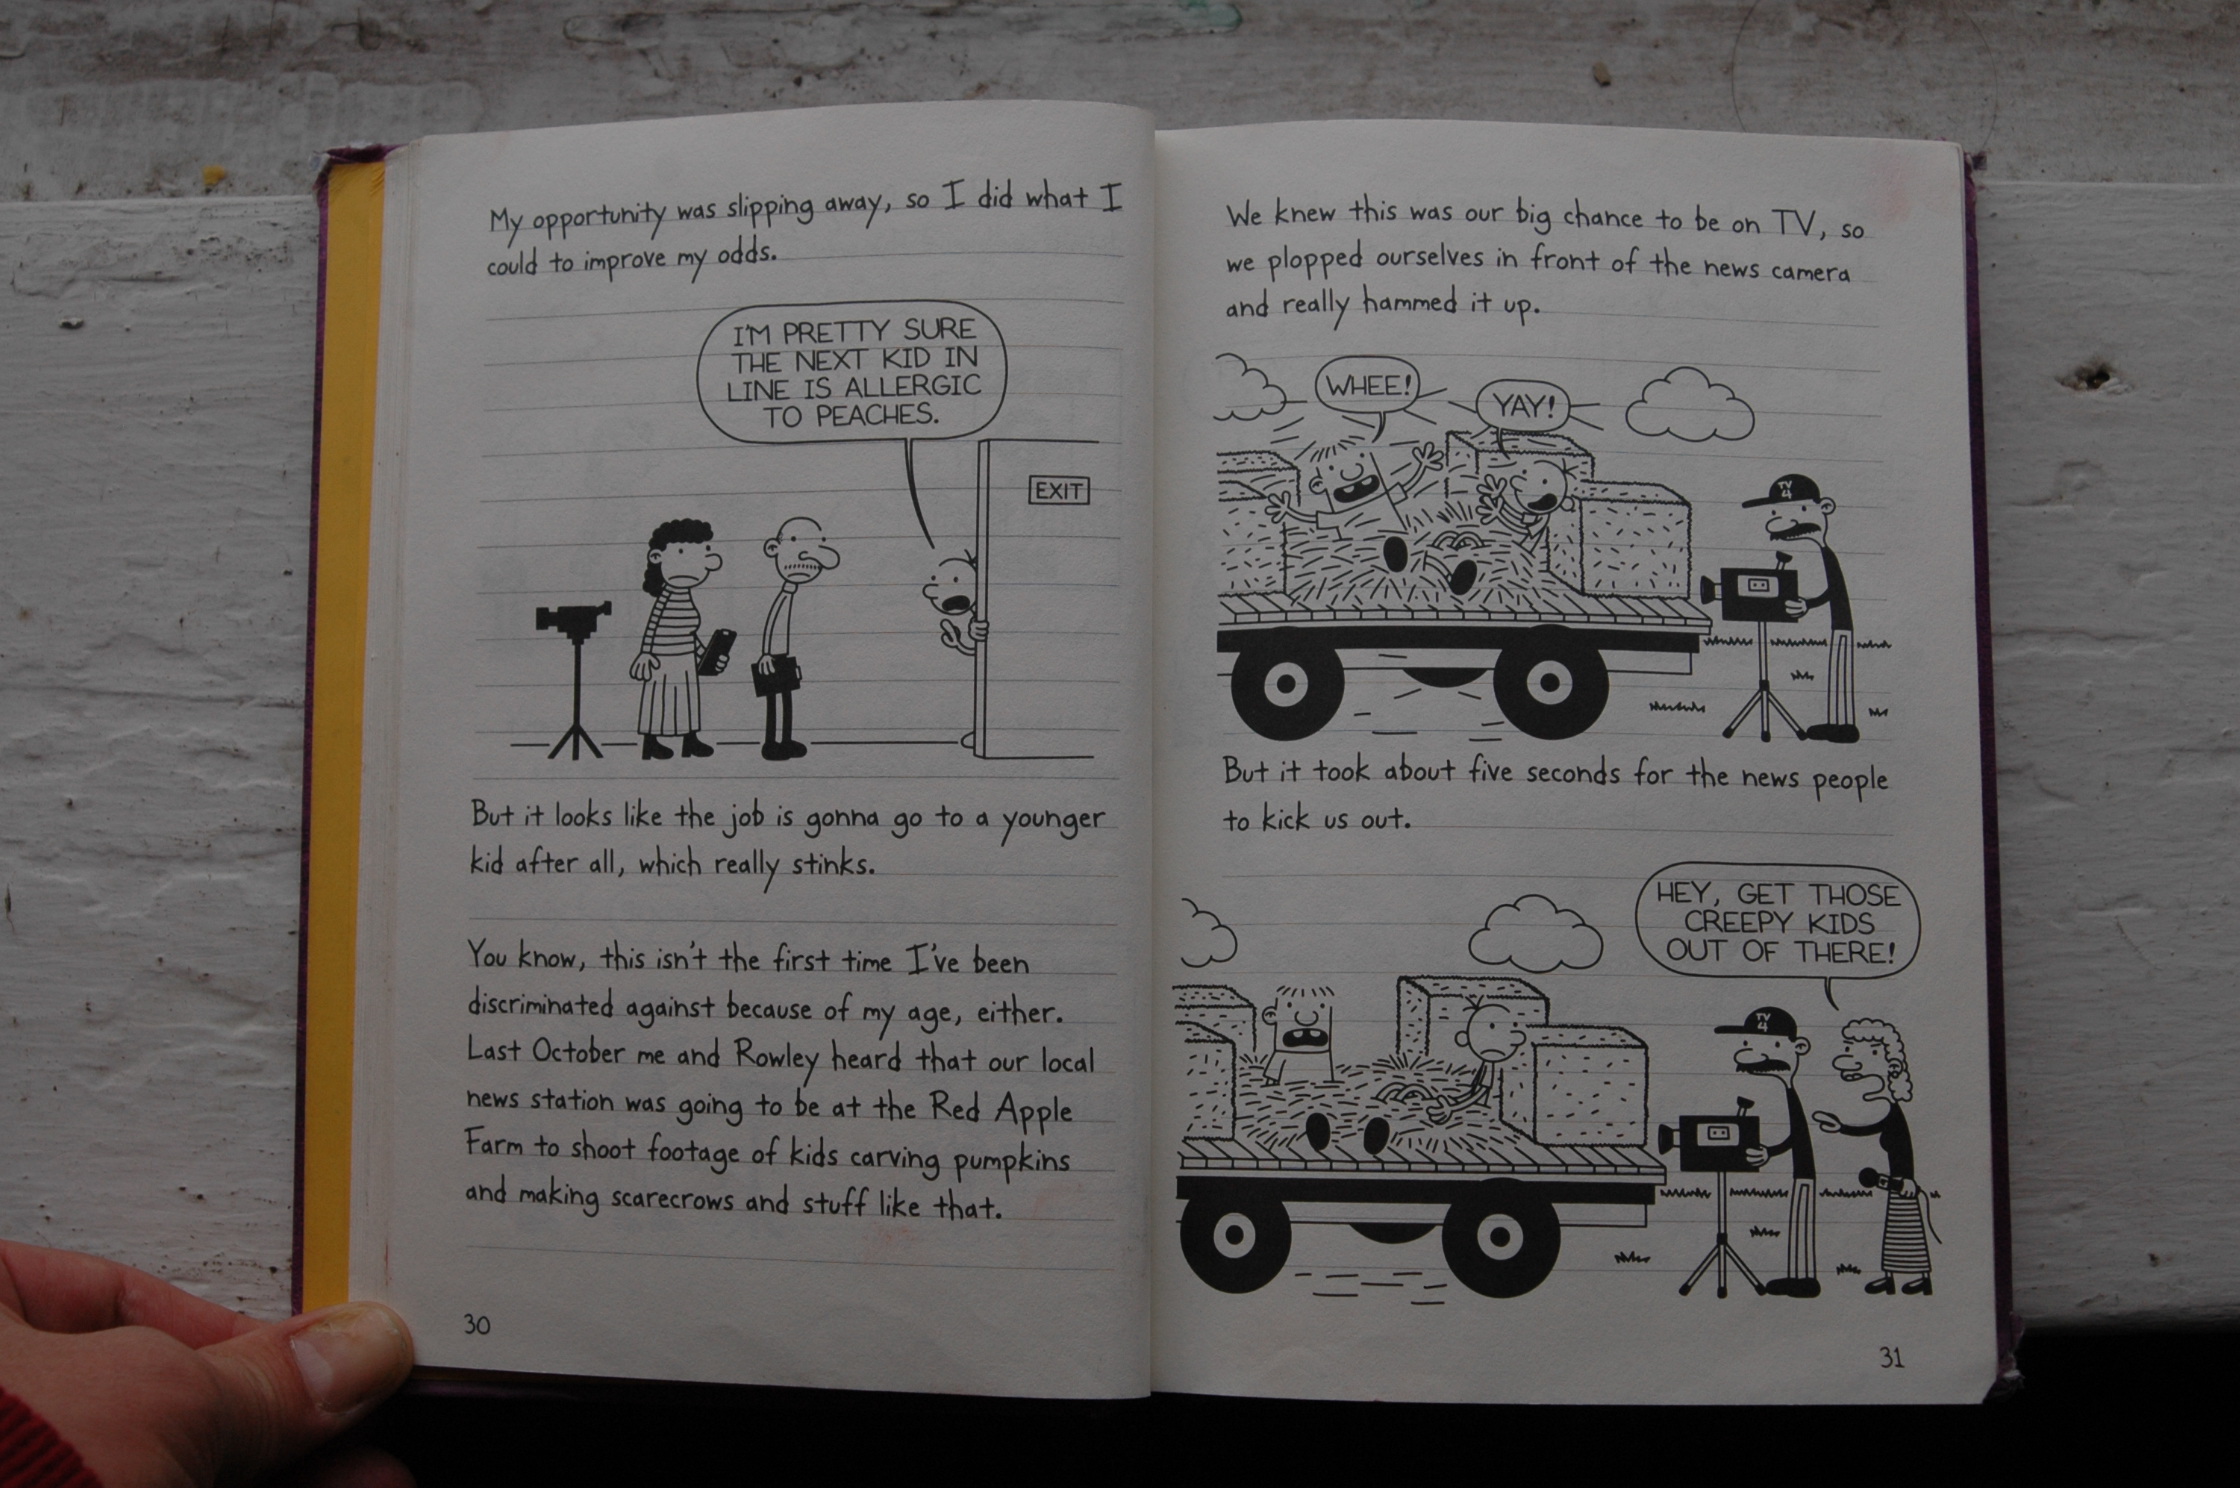 My opportunity was slipping away, so I did what I
could to improve my odds.
I'M PRETTY SURE
THE NEXT KID IN
LINE IS ALLERGIC
TO PEACHES.
EXIT
But it looks like the job is gonna go to a younger
kid after all, which really stinks.
You know, this isn't the first time I've been
discriminated against because of my age, either.
Last October me and Rowley heard that our local
news station was going to be at the Red Apple
Farm to shoot footage of kids carving pumpkins
and making scarecrows and stuff like that.
30
We knew this was our big chance to be on TV, so
we plopped ourselves in front of the news camera
and really hammed it up.
WHEE!
YAY!
TV
4
But it took about five seconds for the news people
to kick us out.
HEY, GET THOSE
CREEPY KIDS
OUT OF THERE!
TV
4
31